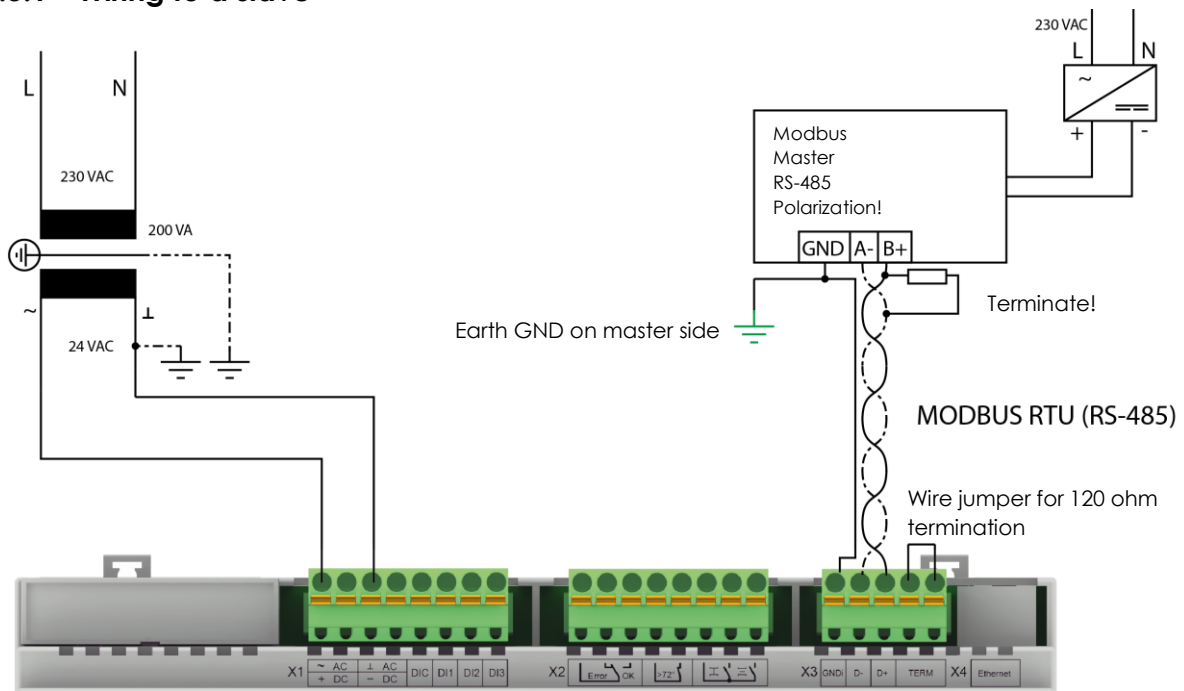 230 VAC
L N
~
+ -
L N
230 VAC
200 VA
~ ⊥
24 VAC
Modbus
Master
RS-485
Polarization!
GND A- B+
Terminate!
Earth GND on master side
MODBUS RTU (RS-485)
Wire jumper for 120 ohm
termination
X1 ~ AC ⊥ AC DIC DI1 DI2 DI3
+ DC - DC
X2 Error OK >72°
X3 GNDi D- D+ TERM X4 Ethernet